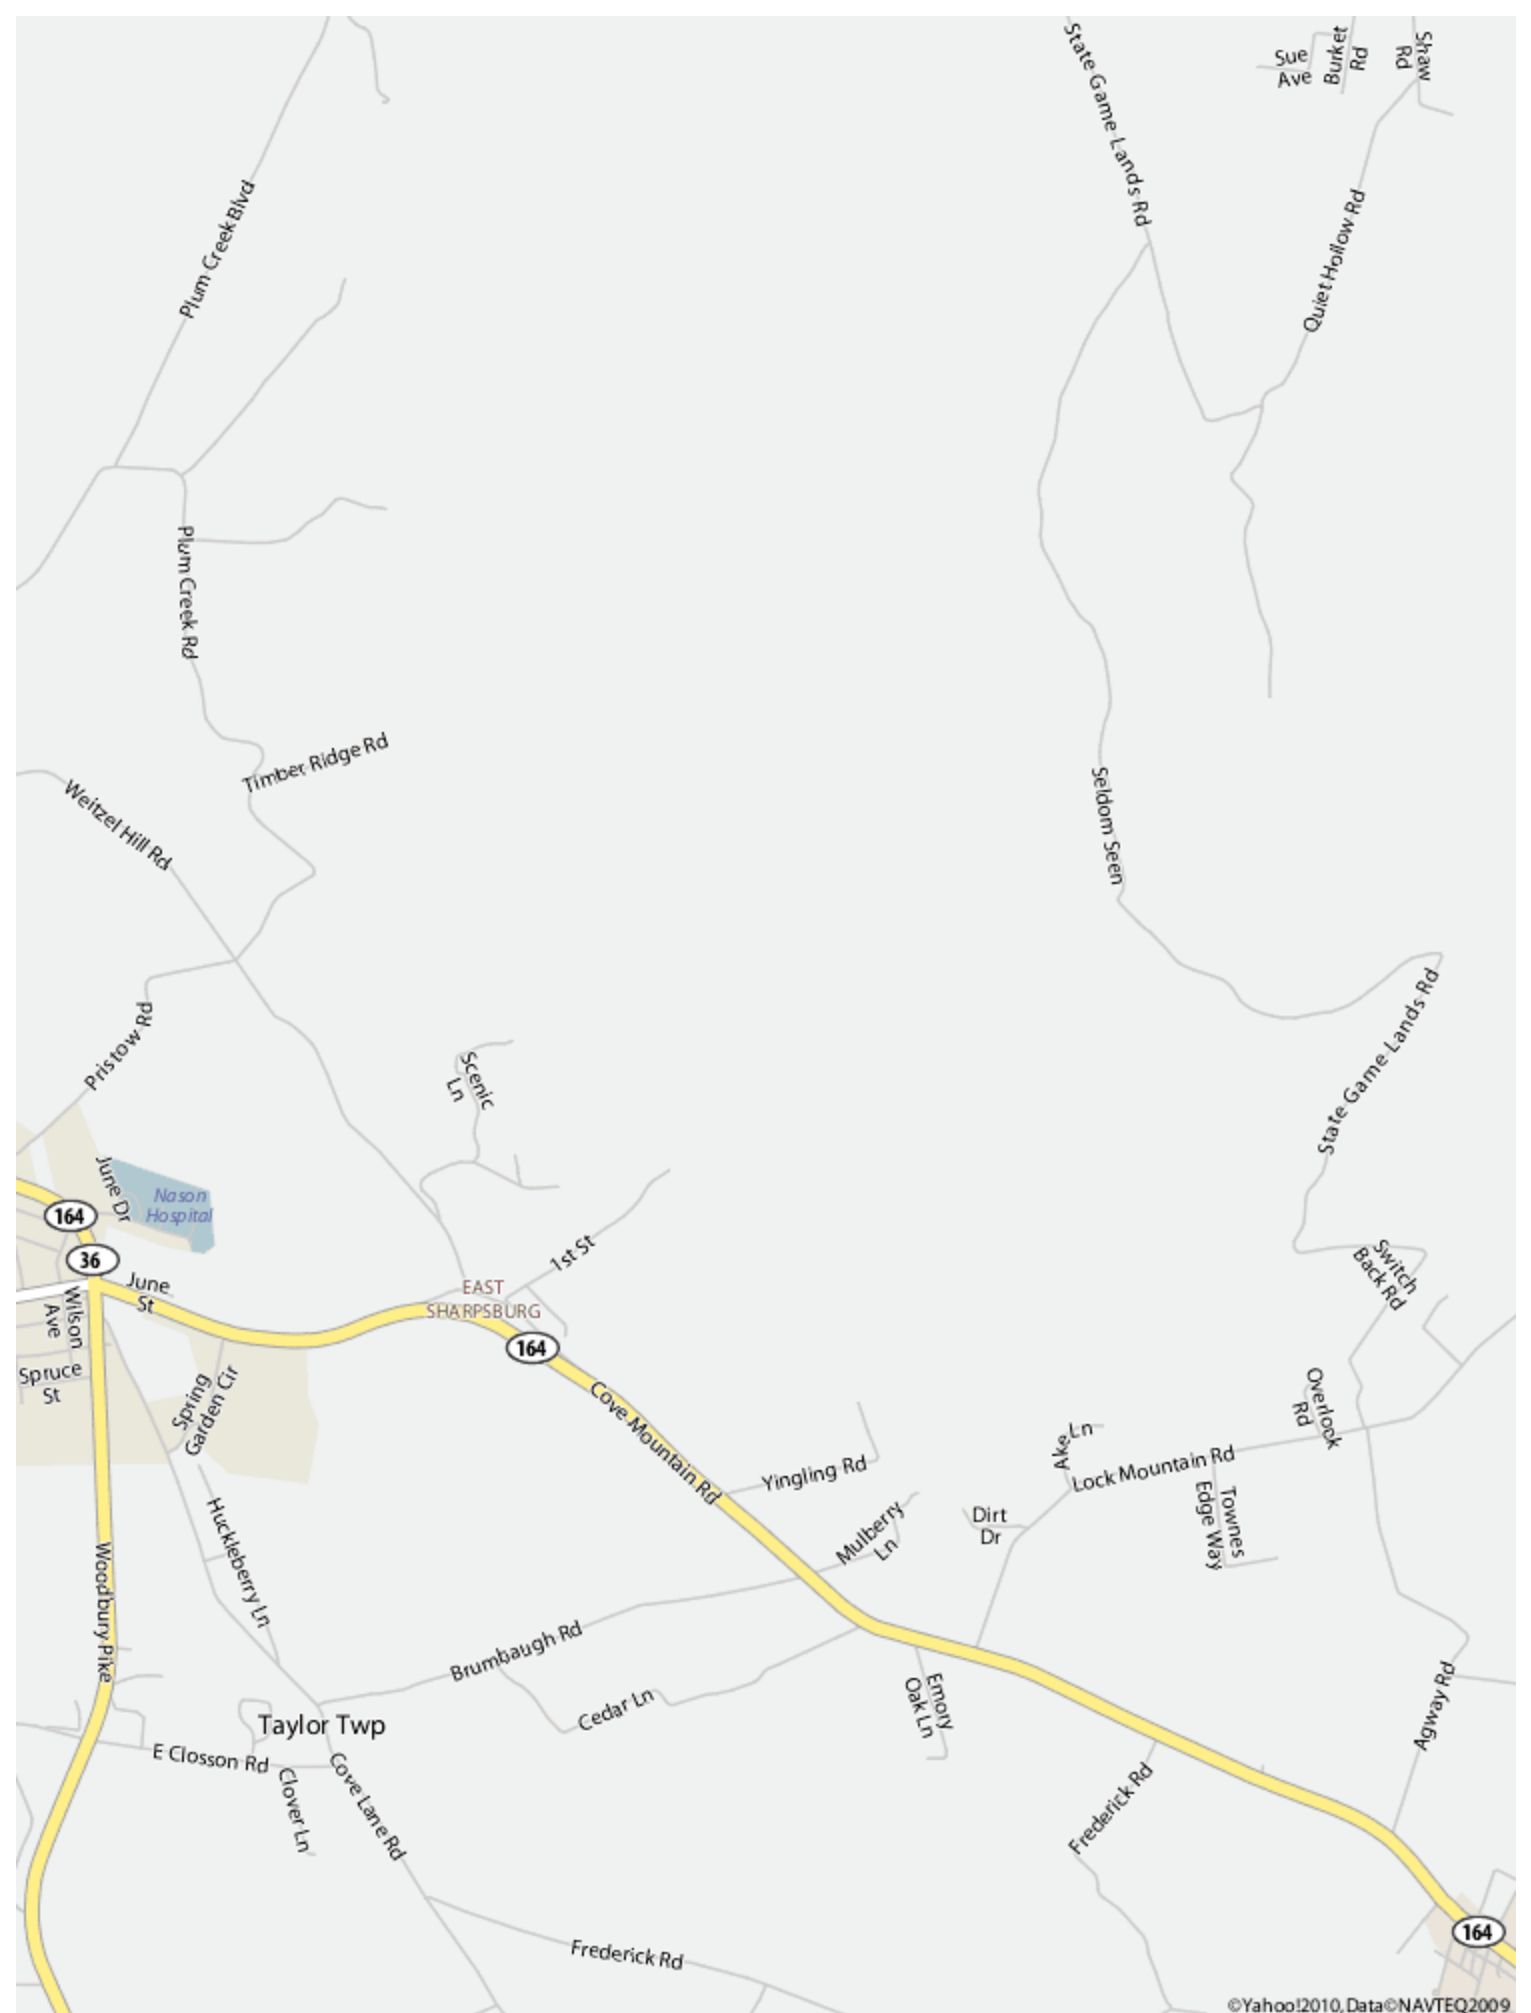 State Game Lands Rd
Sue
Ave
Burket
Rd
Shaw
Rd
Plum Creek Blvd
Quiet Hollow Rd
Plum Creek Rd
Timber Ridge Rd
Weitzel Hill Rd
Seldom Seen
Pristow Rd
State Game Lands Rd
Scenic
Ln
June Dr
Nason
Hospital
164
36
1st St
Switch
Back Rd
June
St
EAST
SHARPSBURG
Wilson
Ave
164
Spruce
St
Spring
Garden Cir
Overlook
Rd
Cove Mountain Rd
Ake Ln
Yingling Rd
Lock Mountain Rd
Townes
Edge Way
Mulberry
Ln
Dirt
Dr
Huckleberry Ln
Woodbury Pike
Brumbaugh Rd
Cedar Ln
Emory
Oak Ln
Agway Rd
Taylor Twp
E Closson Rd
Clover Ln
Cove Lane Rd
Frederick Rd
Frederick Rd
164
©Yahoo!2010, Data©NAVTEQ2009